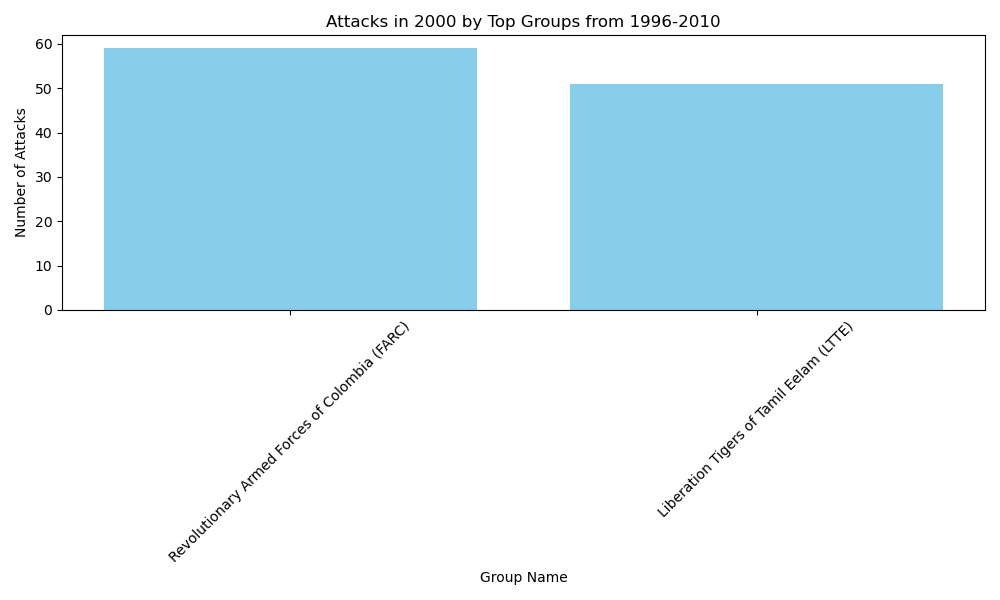 Attacks in 2000 by Top Groups from 1996-2010
Number of Attacks
60
50
40
30
20
10
0
Revolutionary Armed Forces of Colombia (FARC)
Liberation Tigers of Tamil Eelam (LTTE)
Group Name